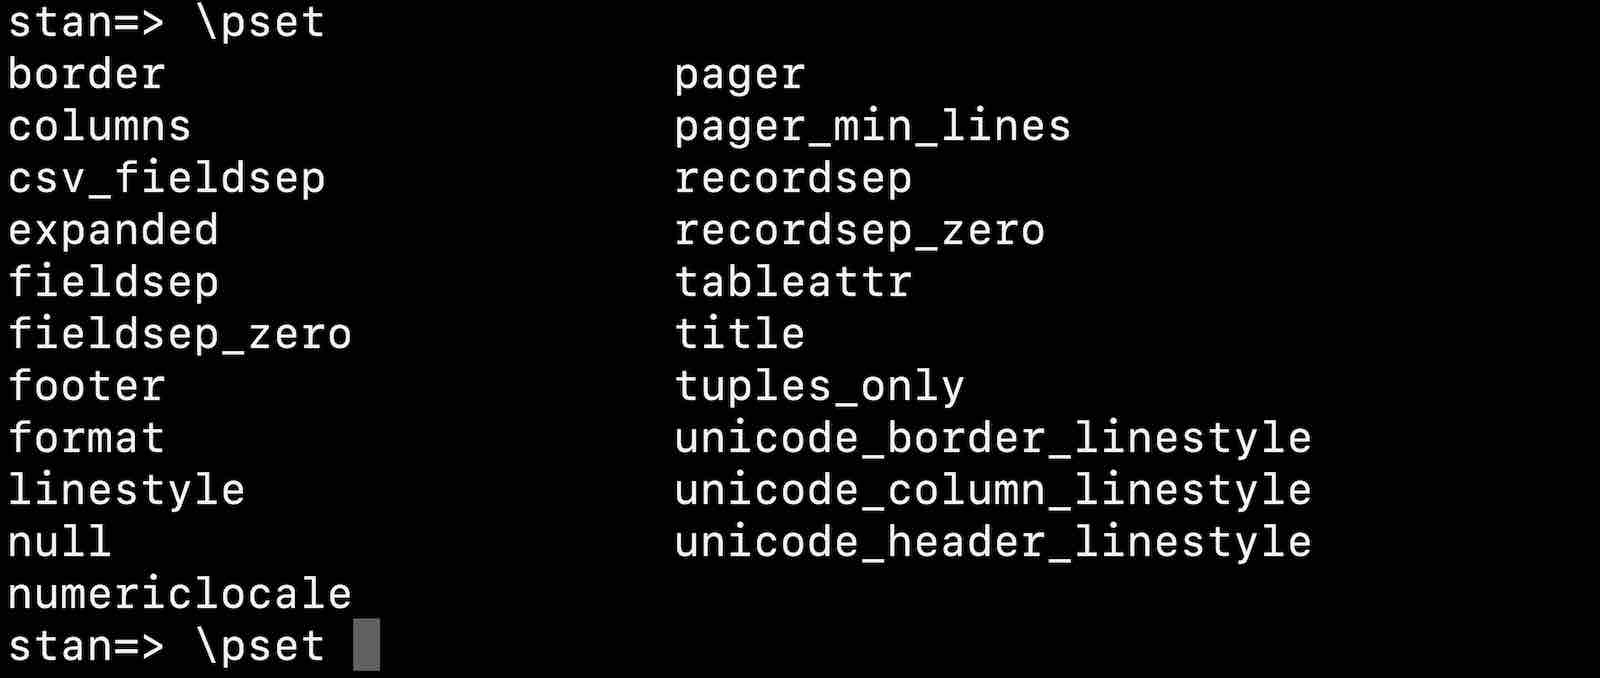 stan=> \pset
border pager
columns pager_min_lines
csv_fieldsep recordsep
expanded recordsep_zero
fieldsep tableattr
fieldsep_zero title
footer tuples_only
format unicode_border_linestyle
linestyle unicode_column_linestyle
null unicode_header_linestyle
numericlocale
stan=> \pset